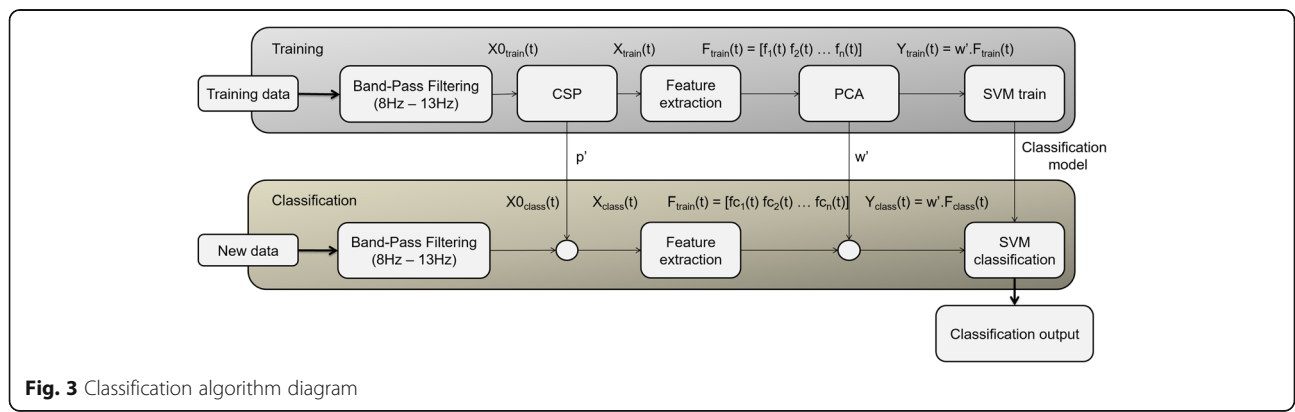 Training
X0train(t)
Xtrain(t)
Ftrain(t) = [f1(t) f2(t) … fn(t)]
Ytrain(t) = w’.Ftrain(t)
Training data
Band-Pass Filtering
(8Hz – 13Hz)
CSP
Feature
extraction
PCA
SVM train
p’
w’
Classification
model
Classification
X0class(t)
Xclass(t)
Ftrain(t) = [fc1(t) fc2(t) … fcn(t)]
Yclass(t) = w’.Fclass(t)
New data
Band-Pass Filtering
(8Hz – 13Hz)
Feature
extraction
SVM
classification
Classification output
Fig. 3 Classification algorithm diagram